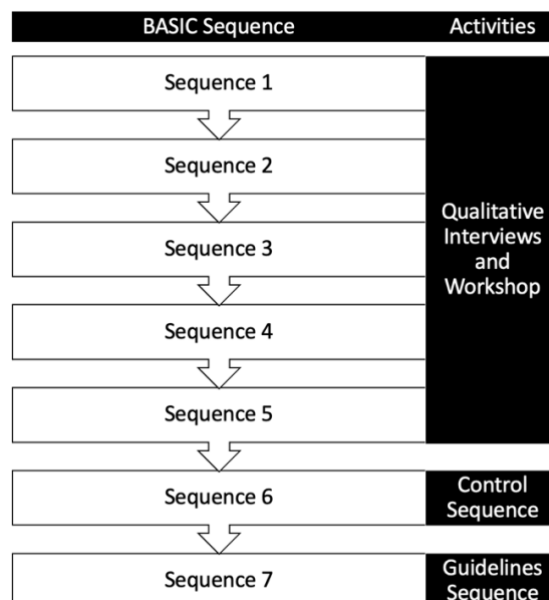 BASIC Sequence Activities
Sequence 1
Sequence 2
Sequence 3
Sequence 4
Sequence 5
Qualitative
Interviews
and
Workshop
Sequence 6
Control
Sequence
Sequence 7
Guidelines
Sequence